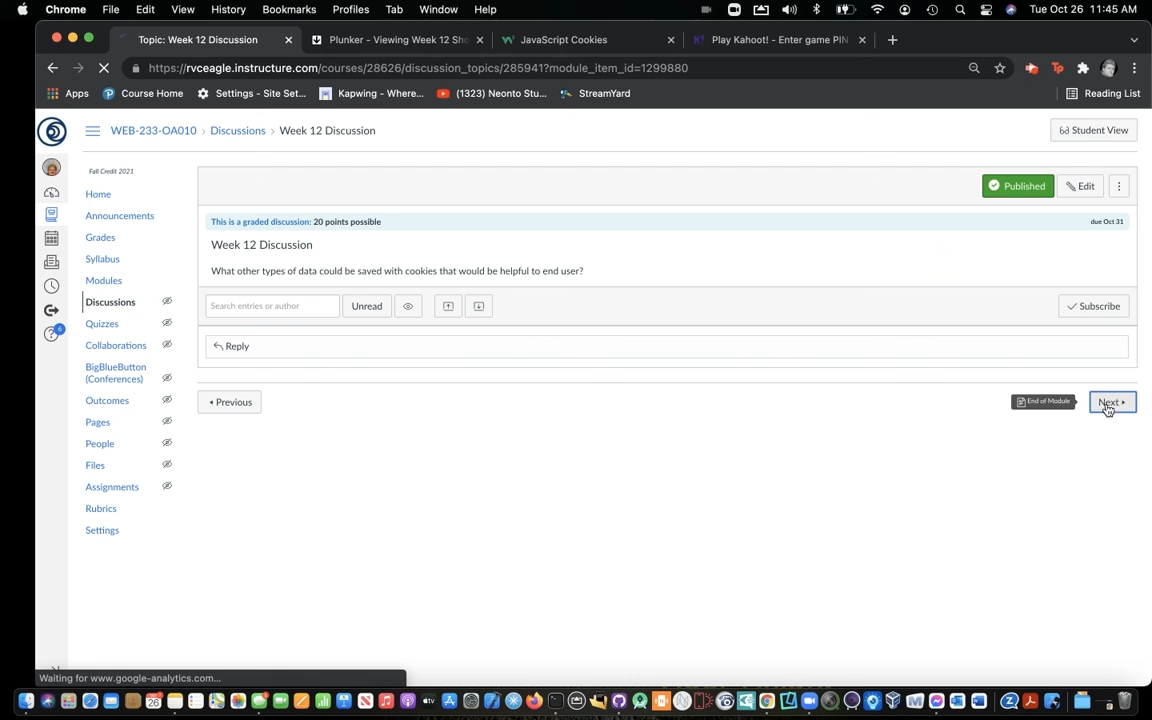 Chrome File Edit View History Bookmarks Profiles Tab Window Help Tue Oct 26 11:45 AM
Topic: Week 12 Discussion Plunker - Viewing Week 12 Sho JavaScript Cookies Play Kahoot! - Enter game PIN
https://rvceagle.instructure.com/courses/28626/discussion_topics/285941?module_item_id=1299880
Apps Course Home Settings - Site Set... Kapwing - Where... (1323) Neonto Stu... StreamYard Reading List
WEB-233-OA010 › Discussions › Week 12 Discussion Student View
Fall Credit 2021
Home
Announcements
Grades
Syllabus
Modules
Discussions
Quizzes
Collaborations
BigBlueButton
(Conferences)
Outcomes
Pages
People
Files
Assignments
Rubrics
Settings
6
Published Edit
This is a graded discussion: 20 points possible due Oct 31
Week 12 Discussion
What other types of data could be saved with cookies that would be helpful to end user?
Search entries or author Unread Subscribe
Reply
Previous End of Module Next
Waiting for www.google-analytics.com...
26